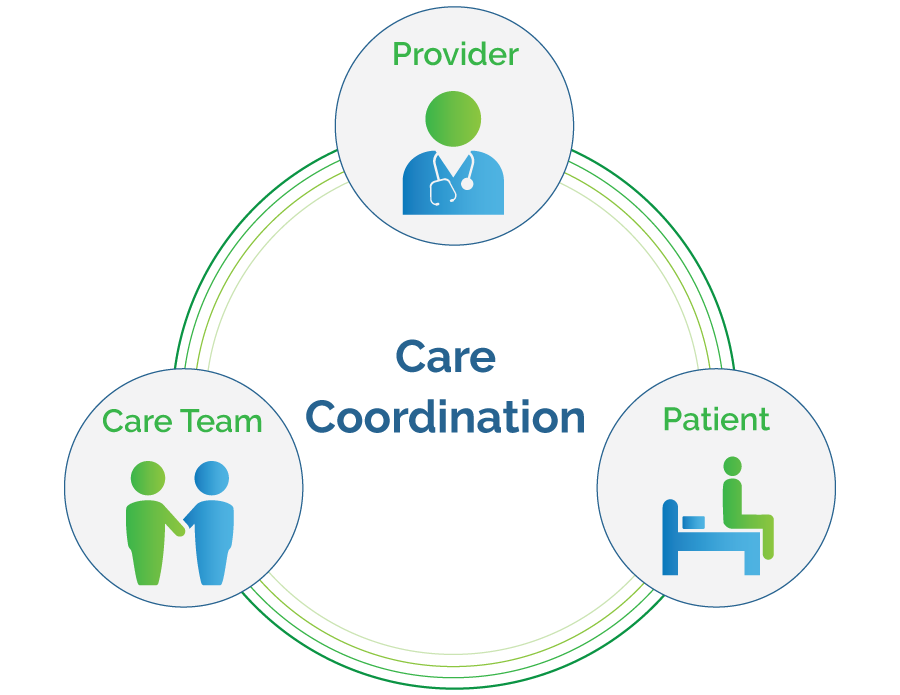 Provider
Care
Coordination
Care Team
Patient